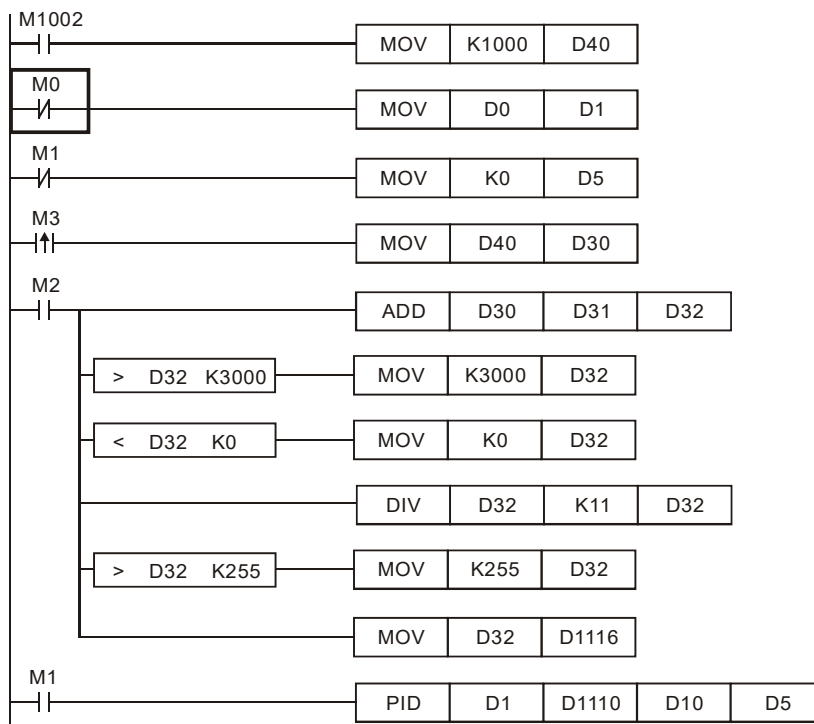 M1002
MOV K1000 D40
M0
MOV D0 D1
M1
MOV K0 D5
M3
MOV D40 D30
M2
ADD D30 D31 D32
> D32 K3000 MOV K3000 D32
< D32 K0 MOV K0 D32
DIV D32 K11 D32
> D32 K255 MOV K255 D32
MOV D32 D1116
M1
PID D1 D1110 D10 D5